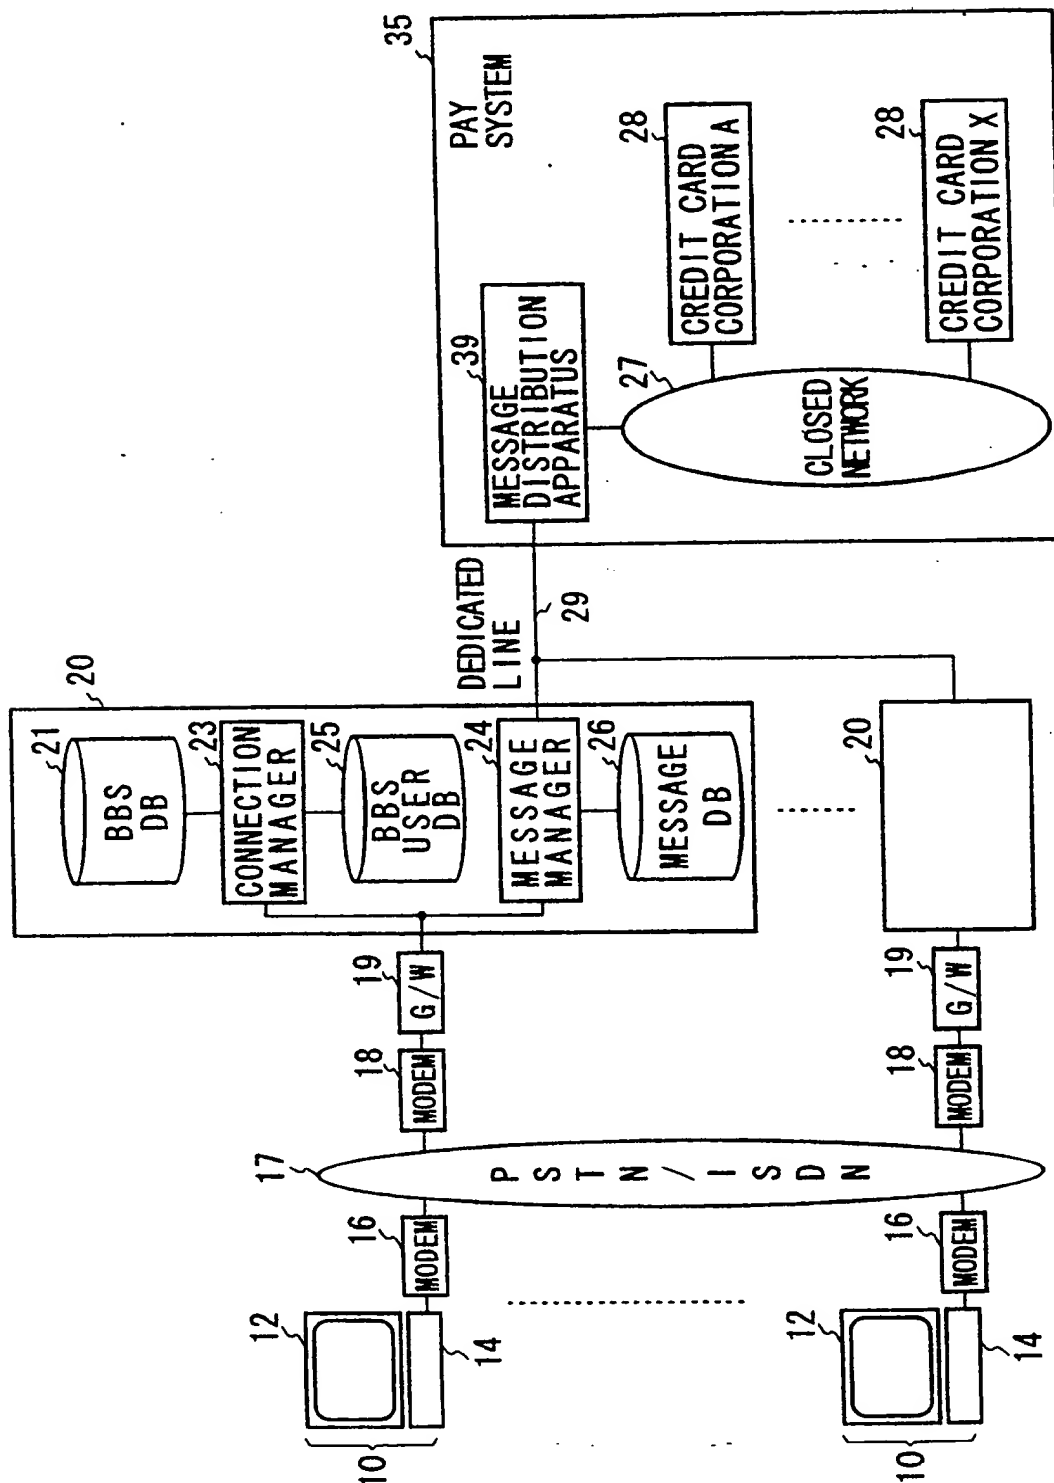 10
12
14
16
MODEM
17
PSTN/ISDN
18
MODEM
19
G/W
20
21
BBS
DB
23
CONNECTION
MANAGER
25
BBS
USER
DB
24
MESSAGE
MANAGER
26
MESSAGE
DB
DEDICATED
LINE
29
35
PAY
SYSTEM
39
MESSAGE
DISTRIBUTION
APPARATUS
27
CLOSED
NETWORK
28
CREDIT CARD
CORPORATION A
28
CREDIT CARD
CORPORATION X
10
12
14
16
MODEM
18
MODEM
19
G/W
20